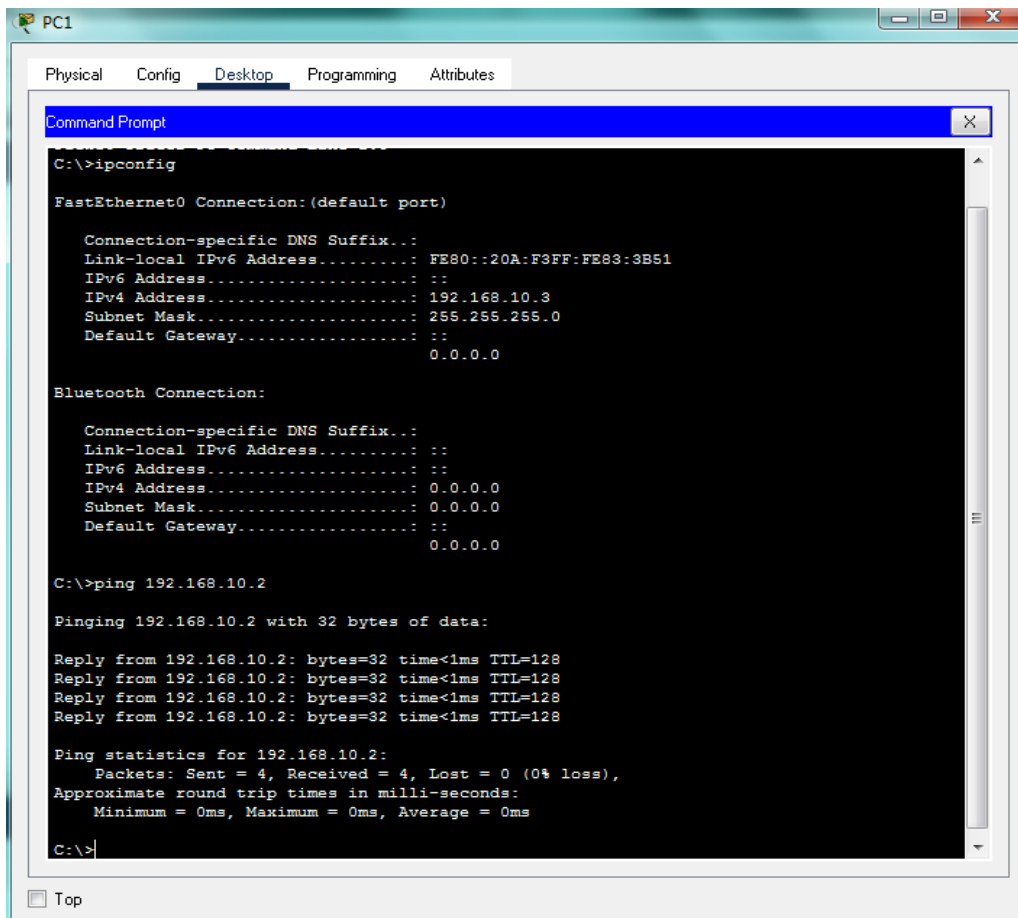 PC1
Physical Config Desktop Programming Attributes
Command Prompt
X
C:\>ipconfig
FastEthernet0 Connection:(default port)
Connection-specific DNS Suffix..:
Link-local IPv6 Address.........: FE80::20A:F3FF:FE83:3B51
IPv6 Address....................: ::
IPv4 Address....................: 192.168.10.3
Subnet Mask.....................: 255.255.255.0
Default Gateway.................: ::
0.0.0.0
Bluetooth Connection:
Connection-specific DNS Suffix..:
Link-local IPv6 Address.........: ::
IPv6 Address....................: ::
IPv4 Address....................: 0.0.0.0
Subnet Mask.....................: 0.0.0.0
Default Gateway.................: ::
0.0.0.0
C:\>ping 192.168.10.2
Pinging 192.168.10.2 with 32 bytes of data:
Reply from 192.168.10.2: bytes=32 time<1ms TTL=128
Reply from 192.168.10.2: bytes=32 time<1ms TTL=128
Reply from 192.168.10.2: bytes=32 time<1ms TTL=128
Reply from 192.168.10.2: bytes=32 time<1ms TTL=128
Ping statistics for 192.168.10.2:
Packets: Sent = 4, Received = 4, Lost = 0 (0% loss),
Approximate round trip times in milli-seconds:
Minimum = 0ms, Maximum = 0ms, Average = 0ms
C:\>
Top